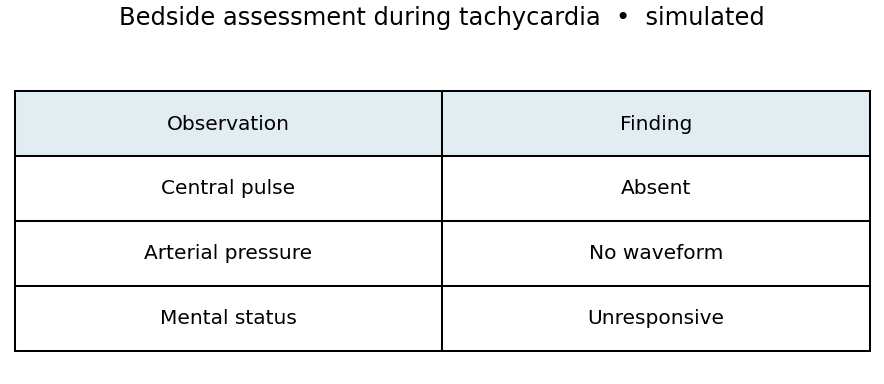 Bedside assessment during tachycardia • simulated
Observation Finding
Central pulse Absent
Arterial pressure No waveform
Mental status Unresponsive